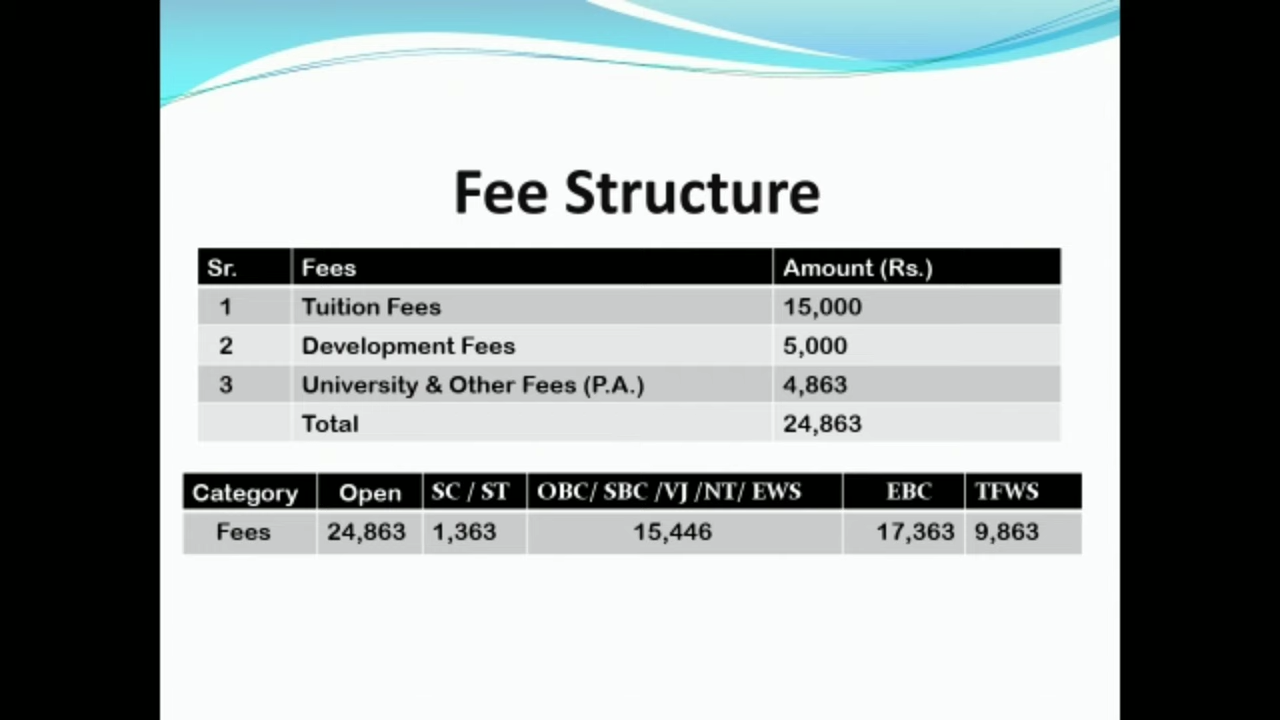 Fee Structure
Sr. Fees Amount (Rs.)
1 Tuition Fees 15,000
2 Development Fees 5,000
3 University & Other Fees (P.A.) 4,863
Total 24,863
Category Open SC / ST OBC/ SBC /VJ /NT/ EWS EBC TFWS
Fees 24,863 1,363 15,446 17,363 9,863